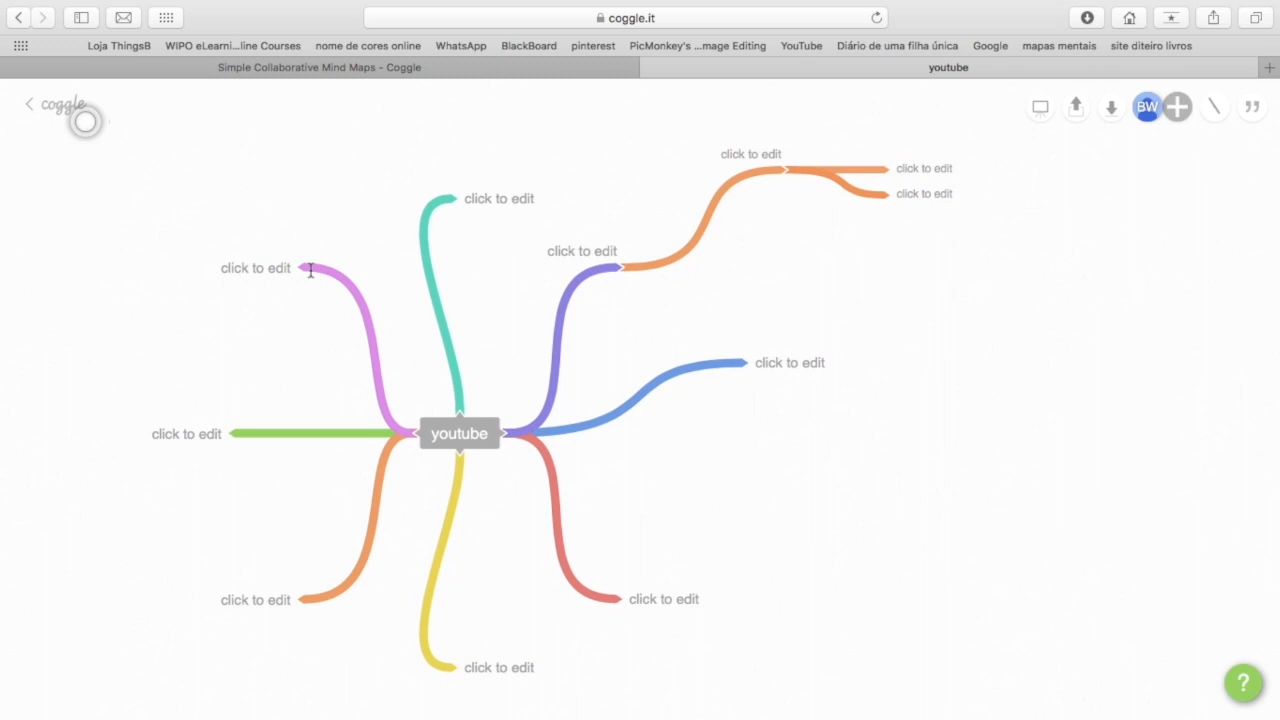 coggle.it
Loja ThingsB WIPO eLearni...line Courses nome de cores online WhatsApp BlackBoard pinterest PicMonkey's ...mage Editing YouTube Diário de uma filha única Google mapas mentais site diteiro livros
Simple Collaborative Mind Maps - Coggle youtube
coggle
BW
click to edit
click to edit
click to edit
click to edit
click to edit
click to edit
click to edit
click to edit
youtube
click to edit
click to edit
click to edit
?